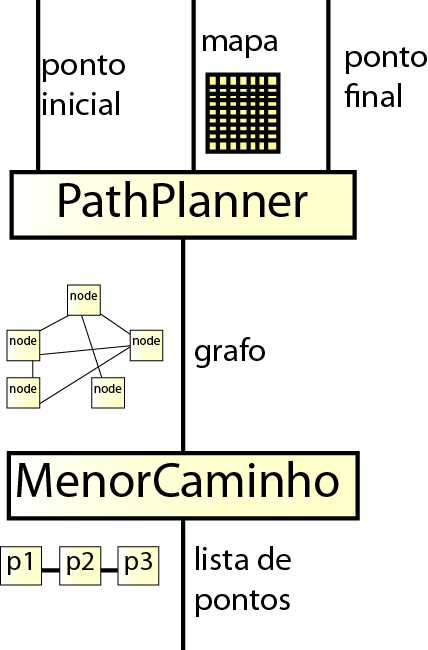 mapa
ponto
inicial
ponto
final
PathPlanner
node
node
node
node
node
grafo
MenorCaminho
p1
p2
p3
lista de
pontos